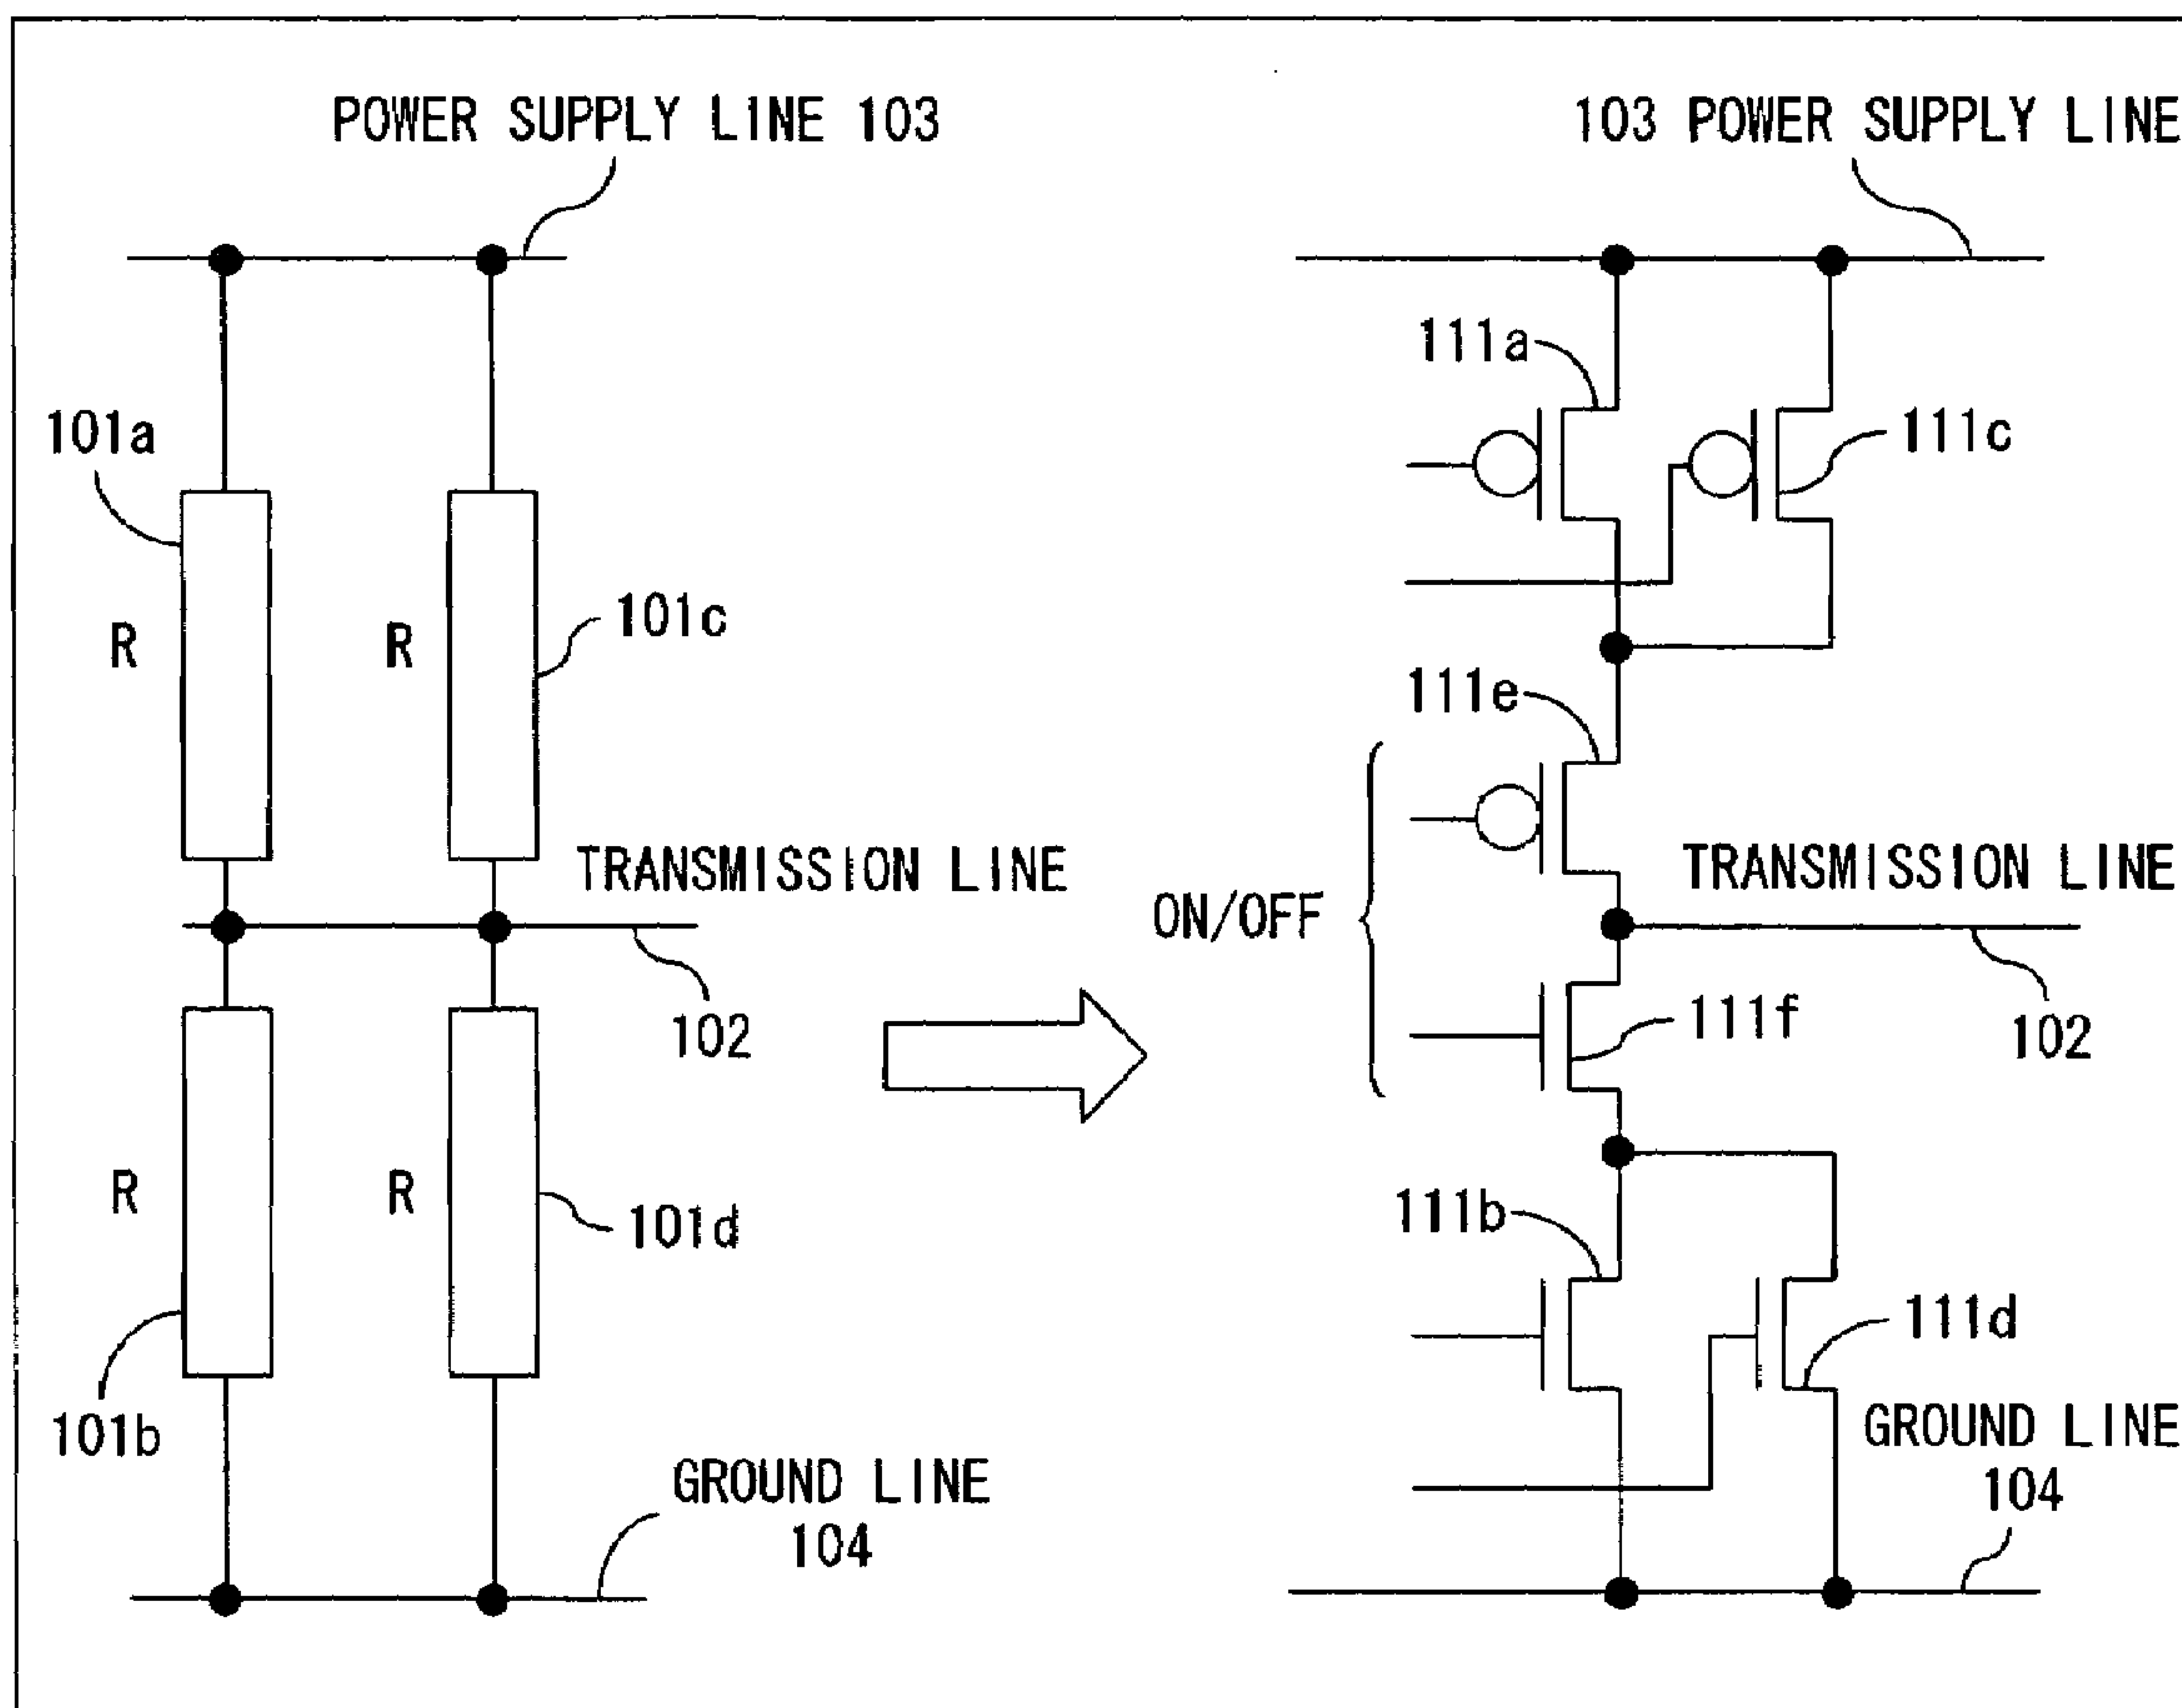 POWER SUPPLY LINE 103
101a
R
R
101c
TRANSMISSION LINE
102
R
R
101d
101b
GROUND LINE
104
103 POWER SUPPLY LINE
111a
111c
111e
ON/OFF
TRANSMISSION LINE
111f
102
111b
111d
GROUND LINE
104